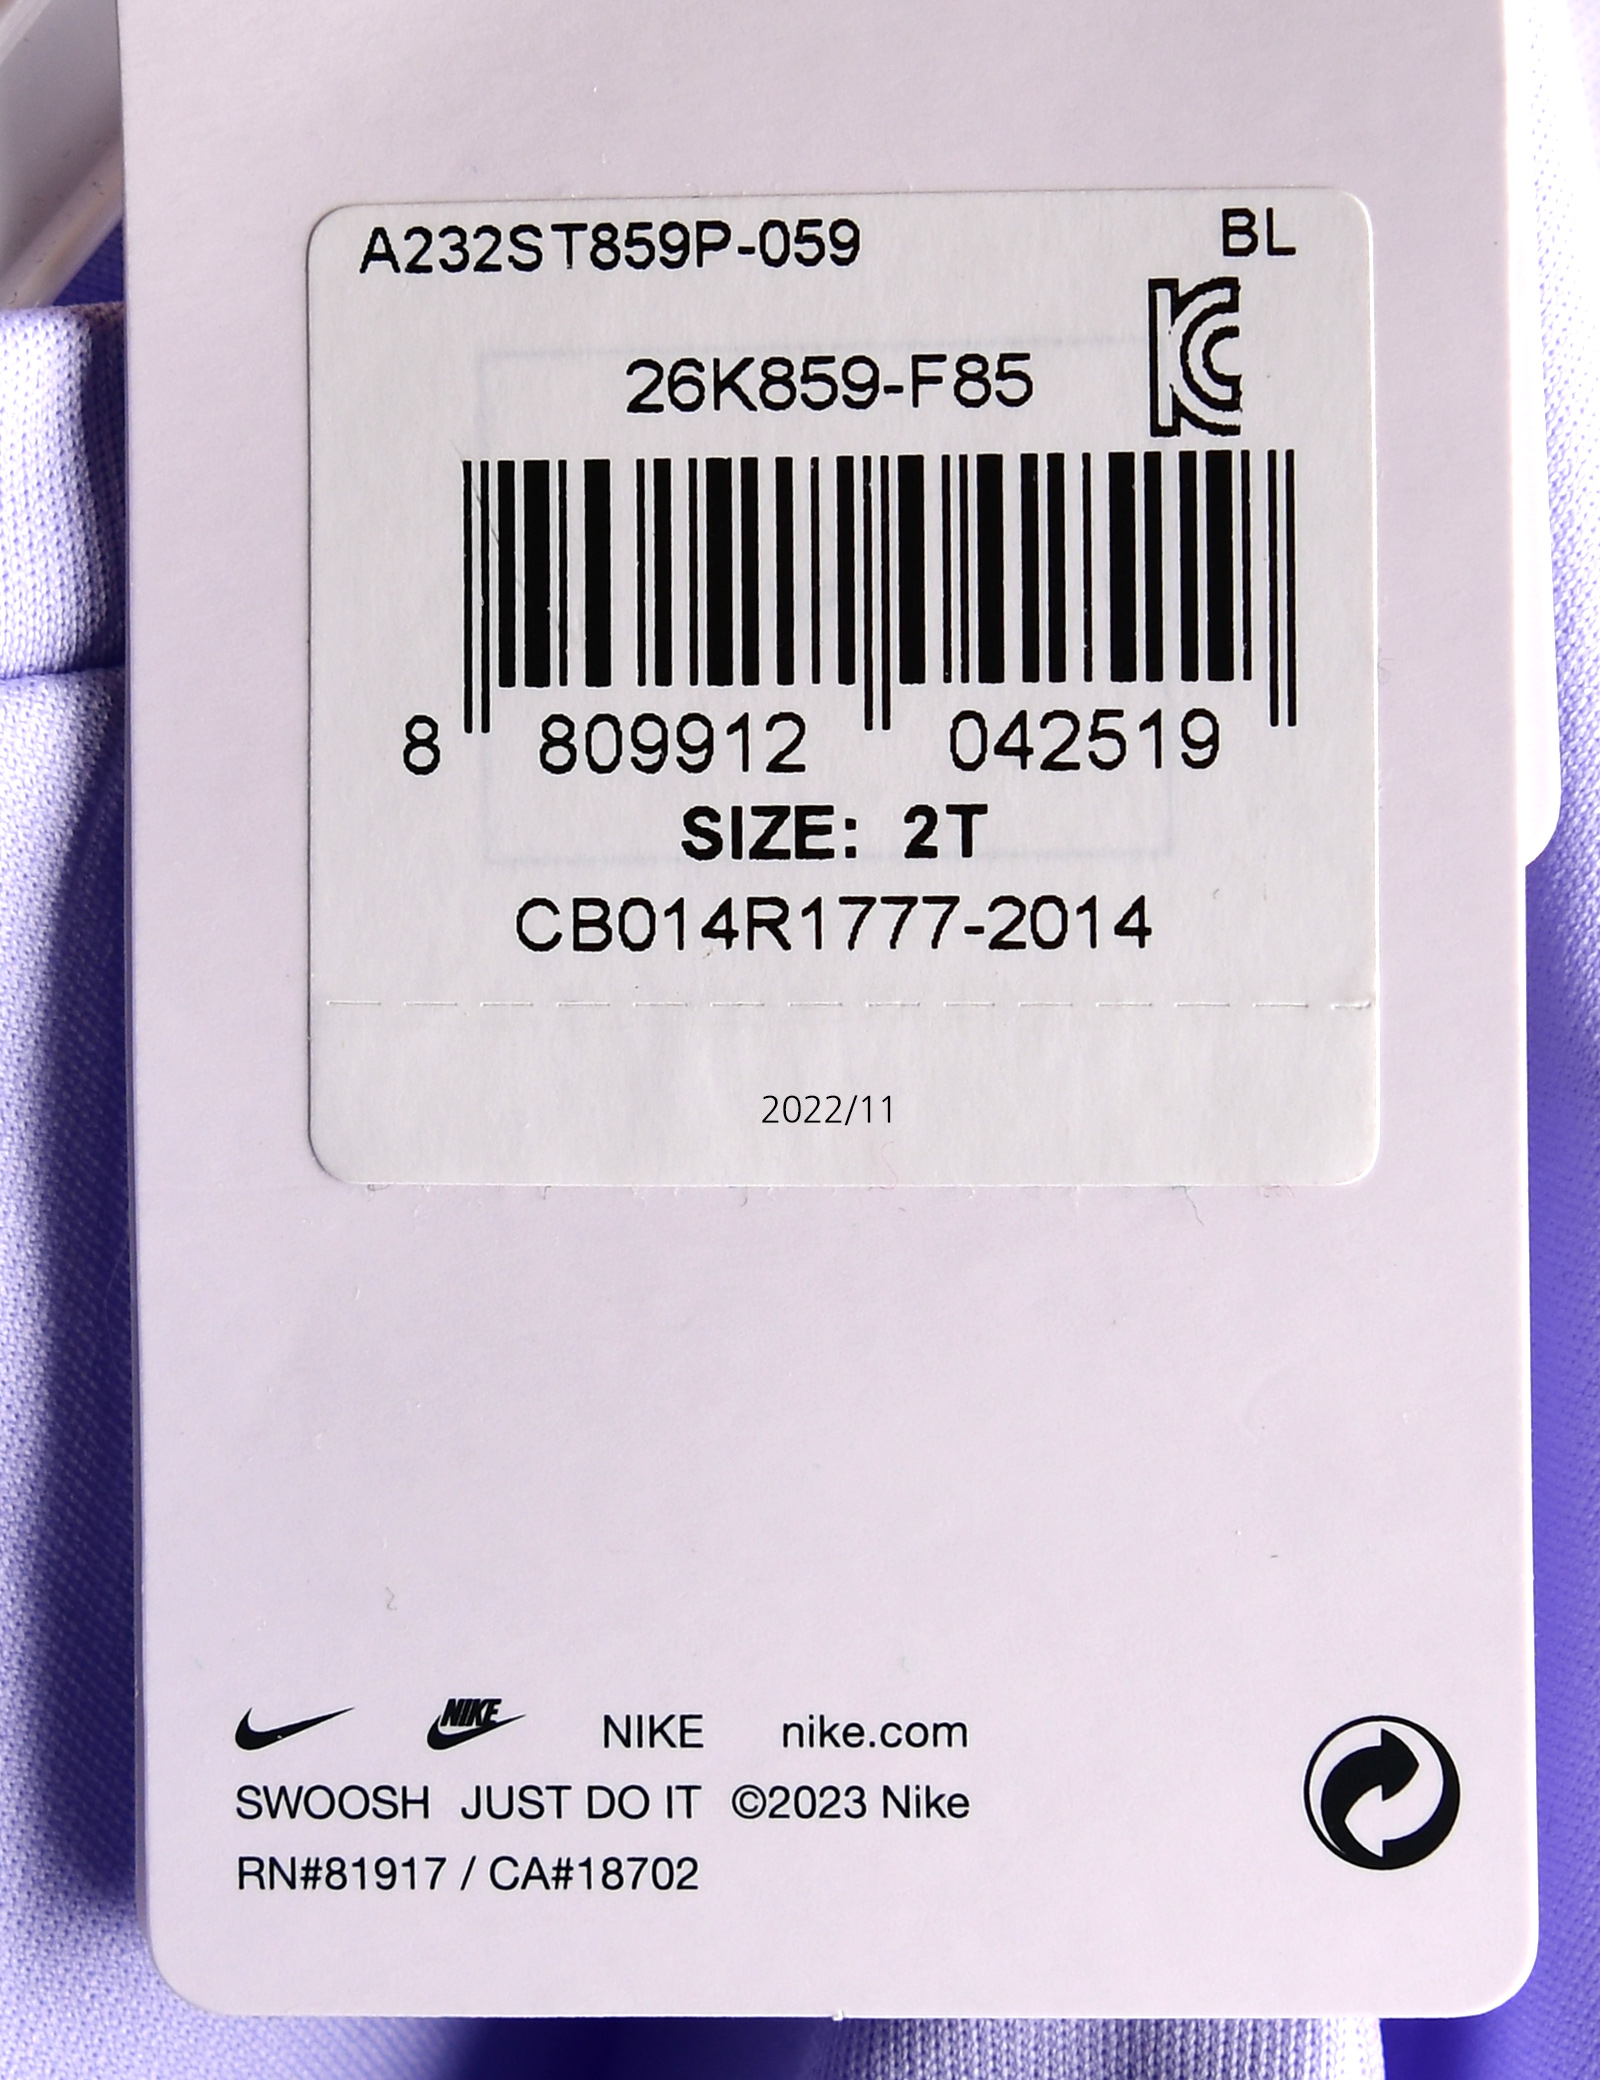 A232ST859P-059 BL
26K859-F85
8 809912 042519
SIZE: 2T
CB014R1777-2014
2022/11
NIKE NIKE nike.com
SWOOSH JUST DO IT ©2023 Nike
RN#81917 / CA#18702